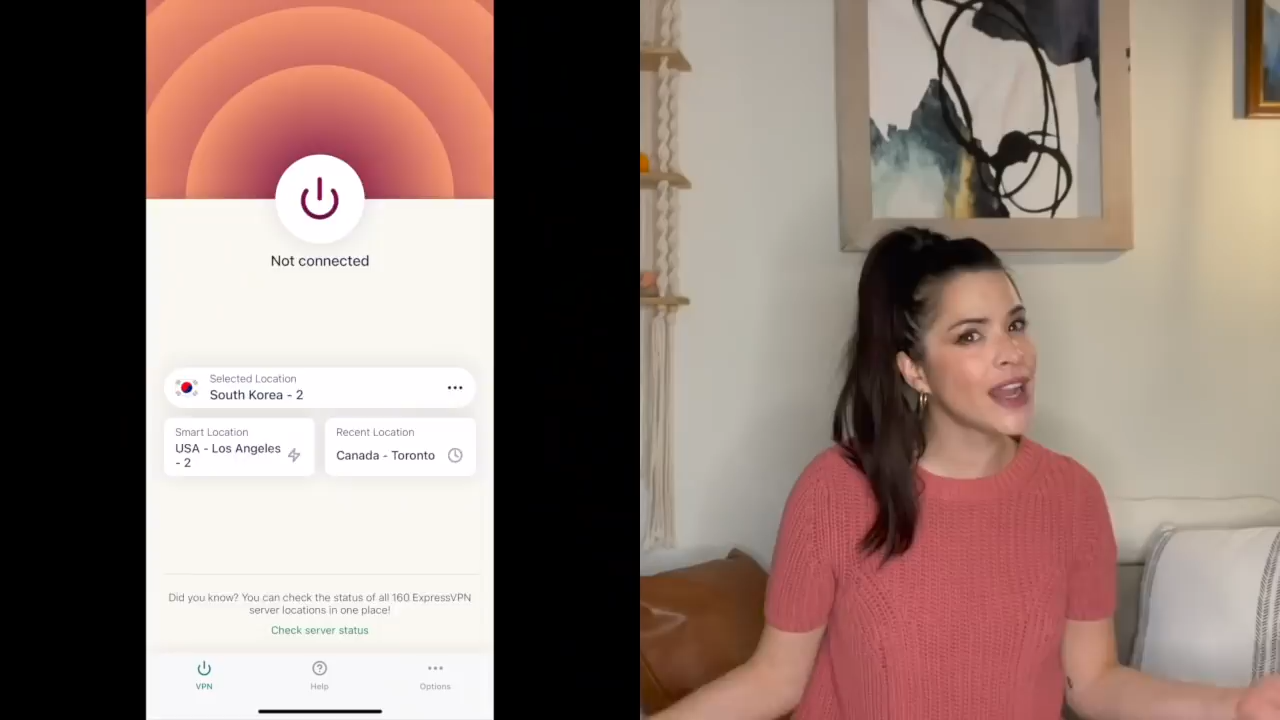 Not connected
Selected Location
South Korea - 2
Smart Location
USA - Los Angeles
- 2
Recent Location
Canada - Toronto
Did you know? You can check the status of all 160 ExpressVPN
server locations in one place!
Check server status
VPN
Help
Options